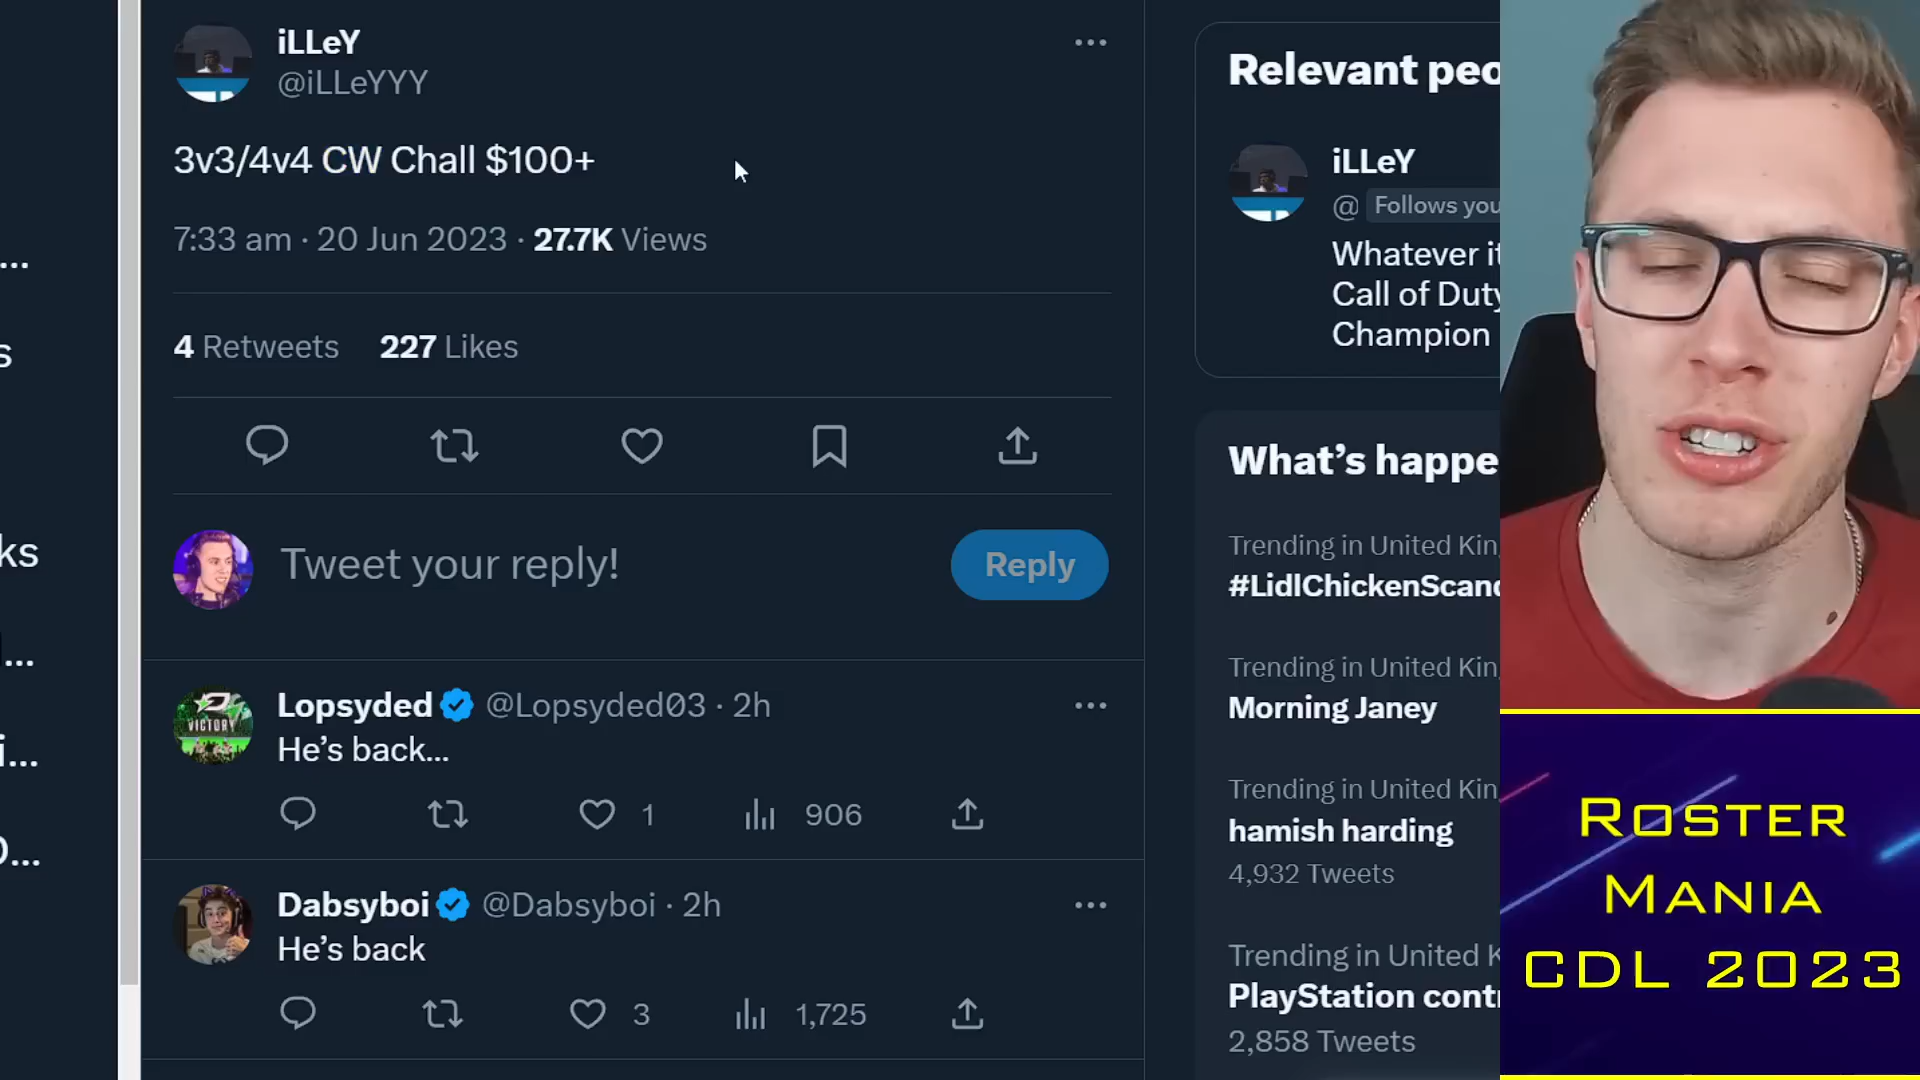 iLLeY
@iLLeYYY
3v3/4v4 CW Chall $100+
7:33 am · 20 Jun 2023 · 27.7K Views
4 Retweets 227 Likes
Tweet your reply!
Reply
Lopsyded @Lopsyded03 · 2h
He's back...
1 906
Dabsyboi @Dabsyboi · 2h
He's back
3 1,725
Relevant peo
iLLeY
@ Follows you
Whatever it
Call of Duty
Champion
What's happe
Trending in United Kin
#LidlChickenScand
Trending in United Kin
Morning Janey
Trending in United Kin
hamish harding
4,932 Tweets
Trending in United K
PlayStation cont
2,858 Tweets
VICTORY
ROSTER
MANIA
CDL 2023